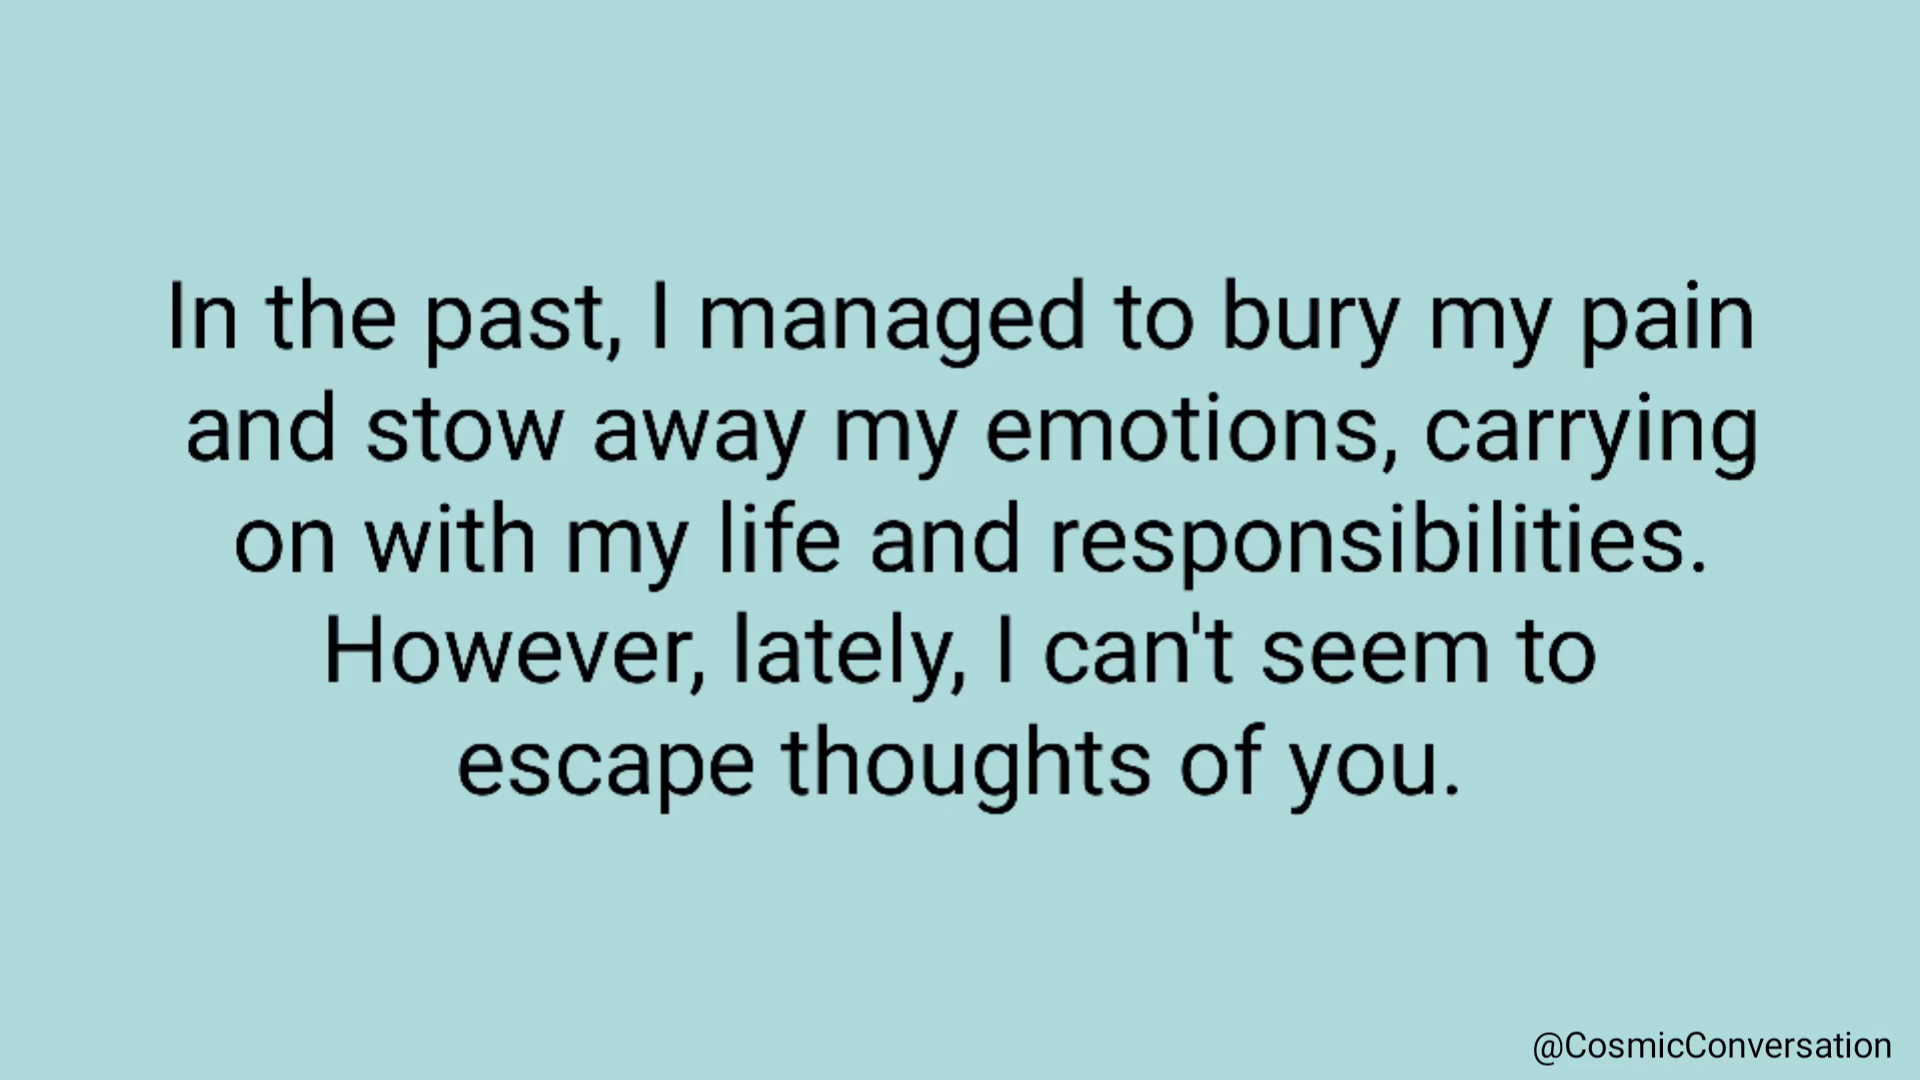 In the past, I managed to bury my pain
and stow away my emotions, carrying
on with my life and responsibilities.
However, lately, I can't seem to
escape thoughts of you.
@CosmicConversation